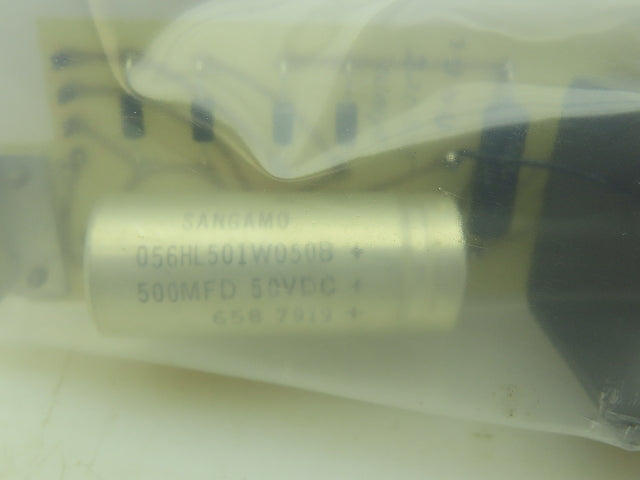 SANGAMO
056HL501W050B +
500MFD 50VDC +
658 7919 +